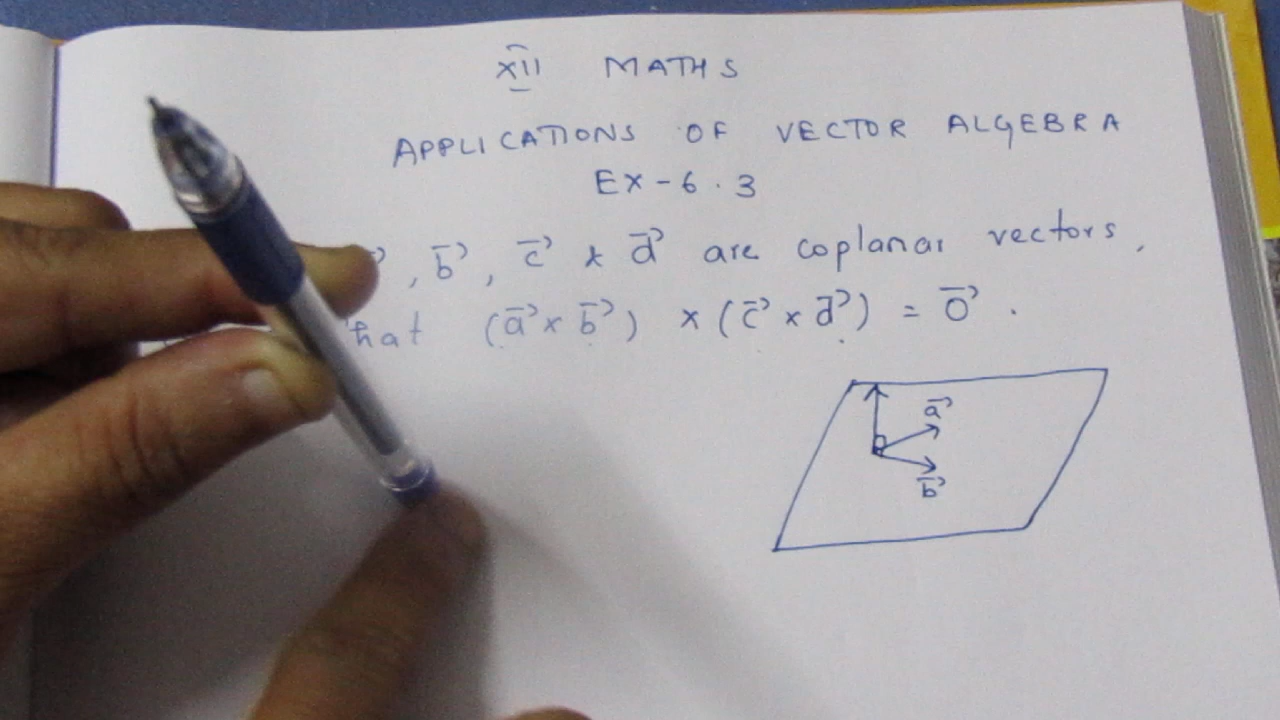 XII MATHS
APPLICATIONS OF VECTOR ALGEBRA
EX-6.3
, b⃗, c⃗ & d⃗ are coplanar vectors,
hat (a⃗ × b⃗) × (c⃗ × d⃗) = 0⃗ .
a⃗
b⃗